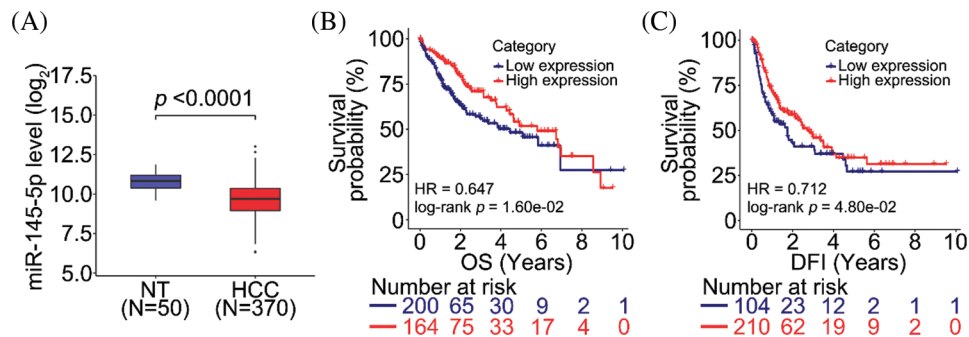 (A)
miR-145-5p level (log2)
17.5
15.0
12.5
10.0
7.5
5.0
p <0.0001
NT
(N=50)
HCC
(N=370)
(B)
Survival
probability (%)
100
75
50
25
0
Category
Low expression
High expression
HR = 0.647
log-rank p = 1.60e-02
0 2 4 6 8 10
OS (Years)
Number at risk
200 65 30 9 2 1
164 75 33 17 4 0
(C)
Survival
probability (%)
100
75
50
25
0
Category
Low expression
High expression
HR = 0.712
log-rank p = 4.80e-02
0 2 4 6 8 10
DFI (Years)
Number at risk
104 23 12 2 1 1
210 62 19 9 2 0